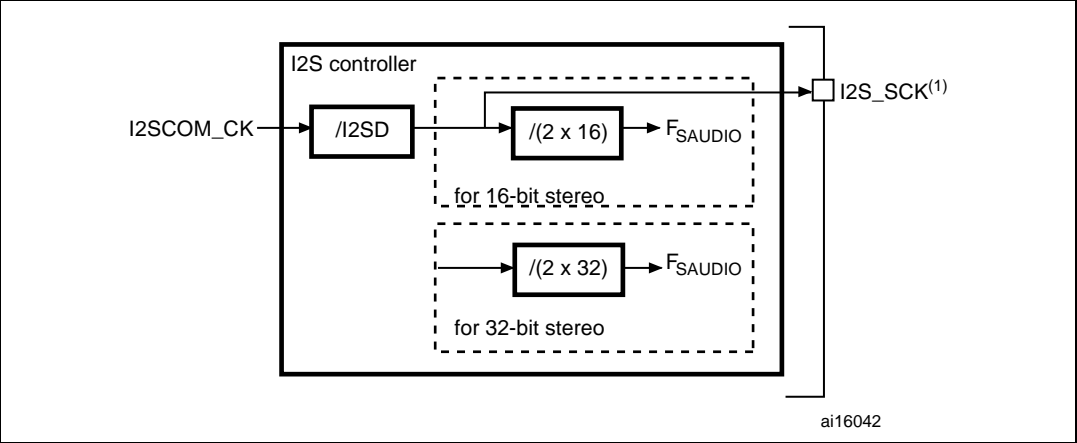 I2S controller
I2SCOM_CK
/I2SD
/(2 x 16)
FSAUDIO
I2S_SCK(1)
for 16-bit stereo
/(2 x 32)
FSAUDIO
for 32-bit stereo
ai16042